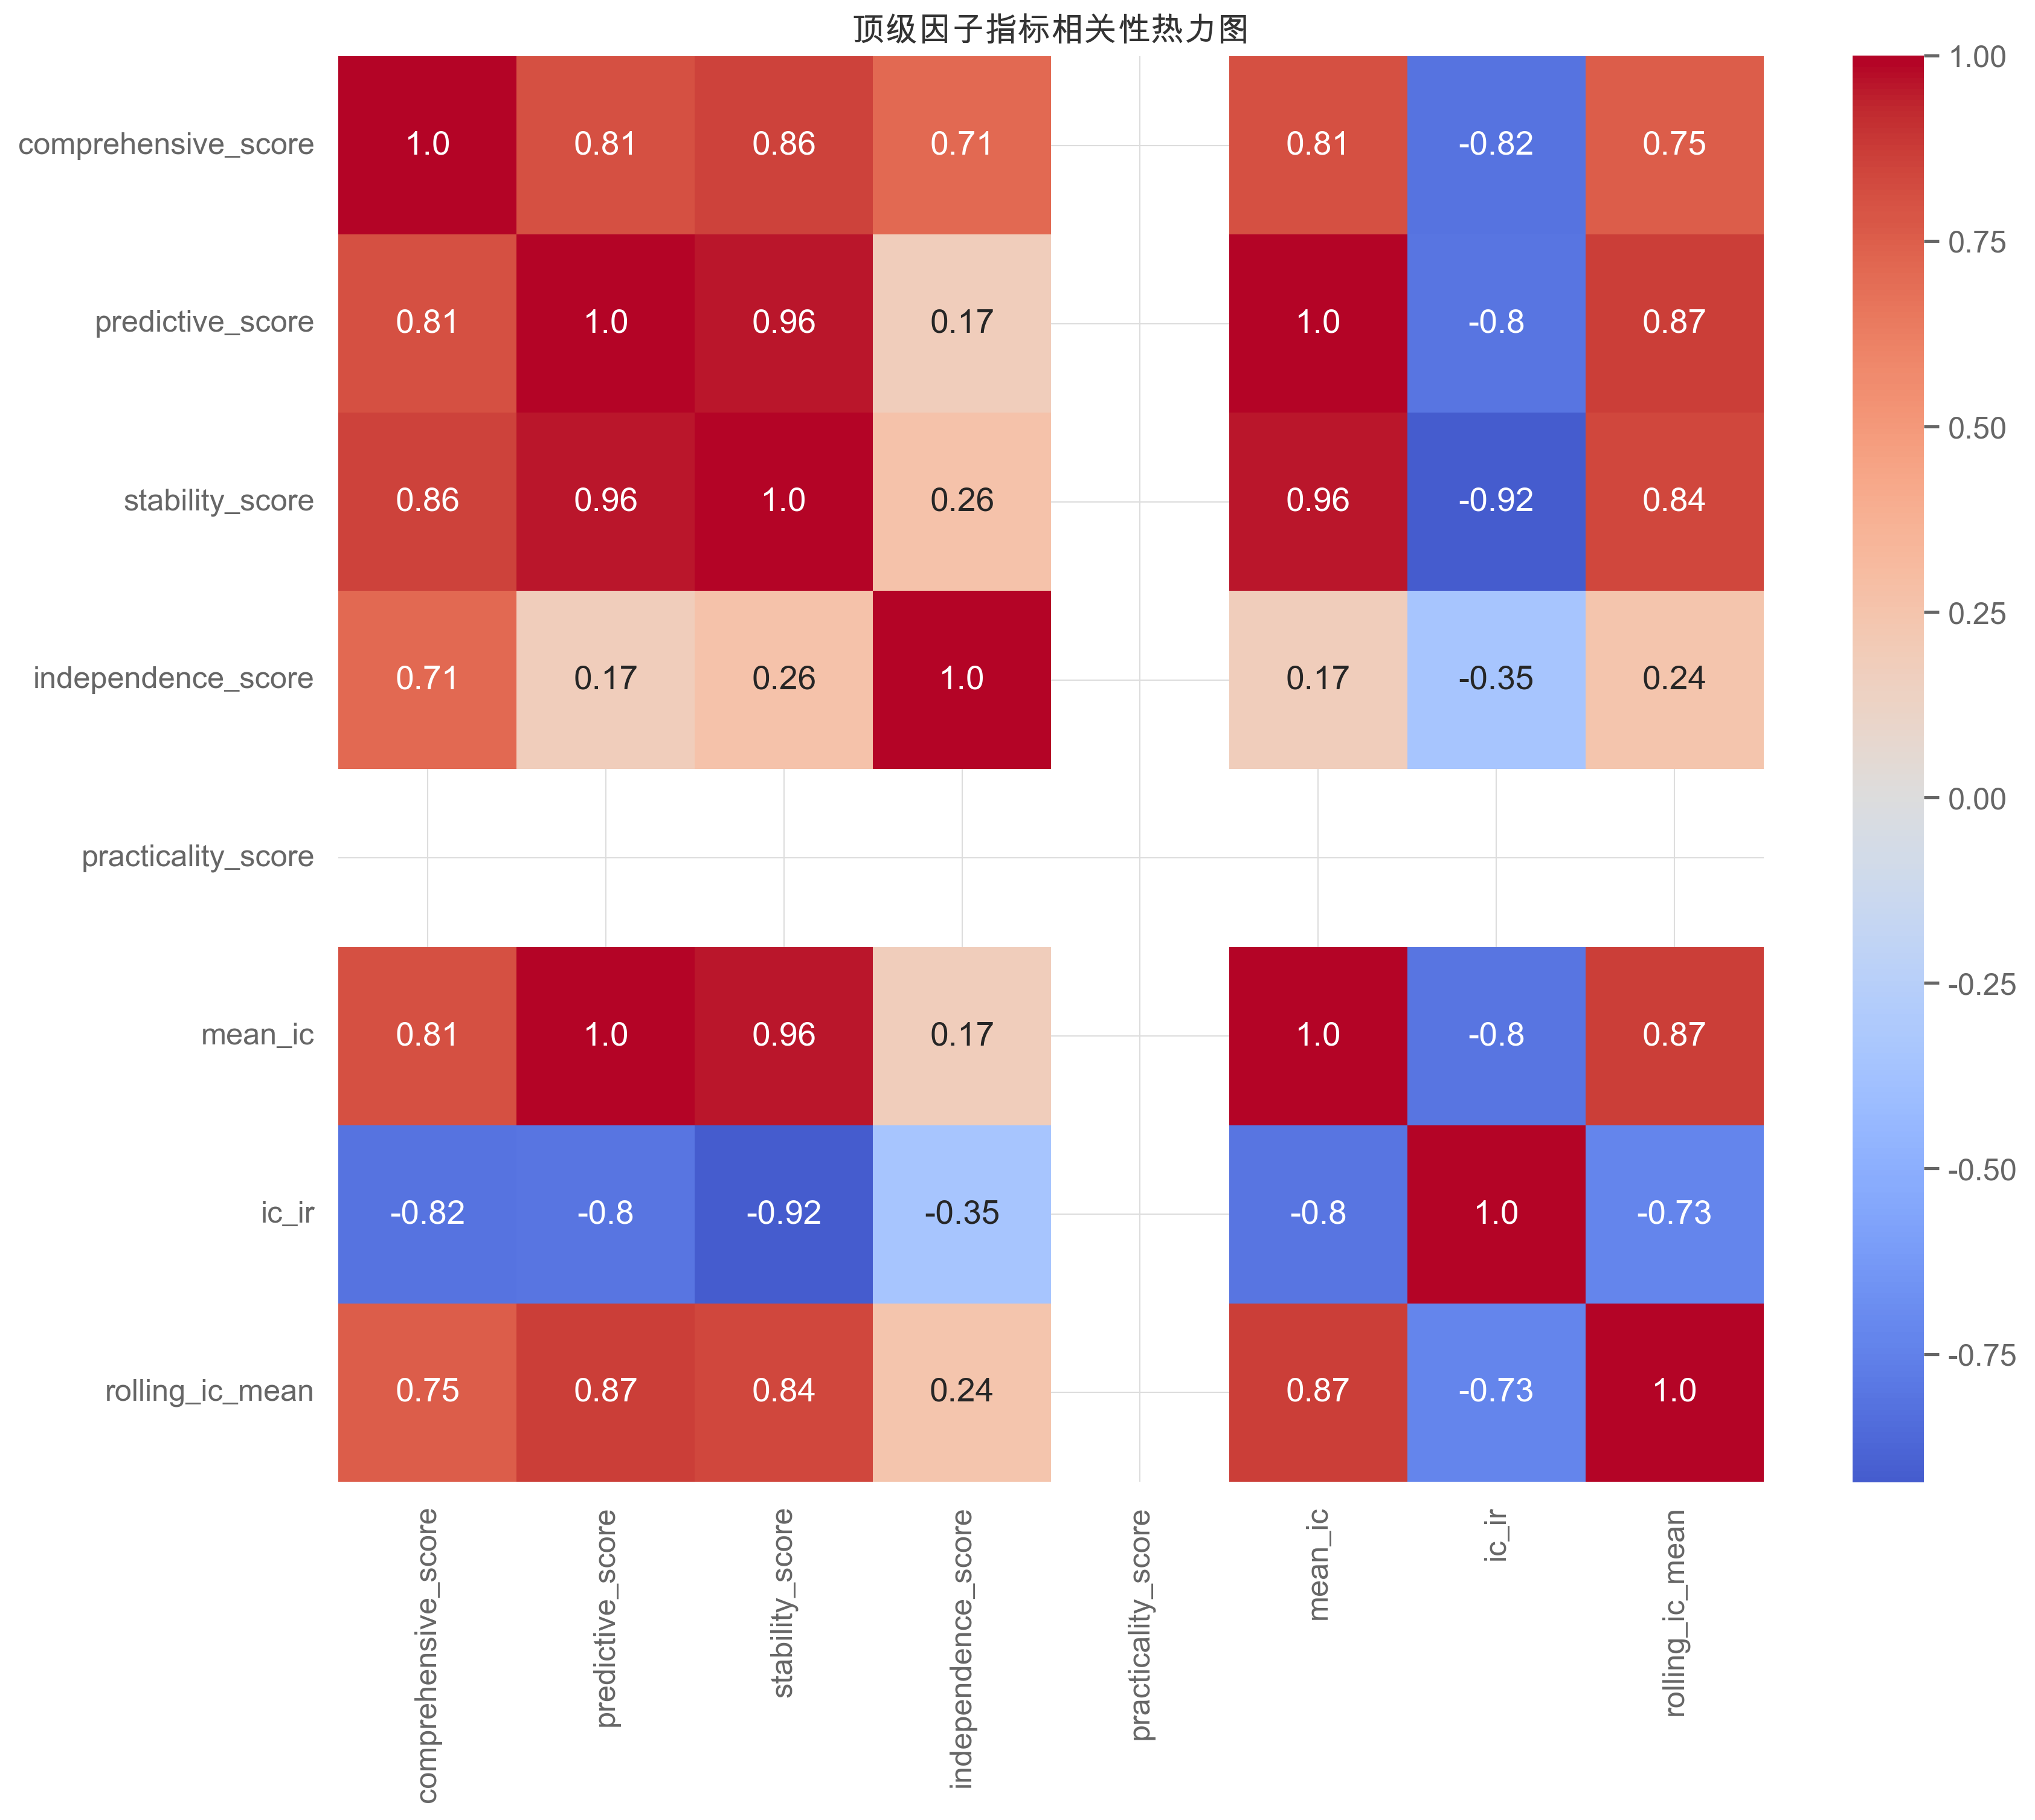 顶级因子指标相关性热力图
comprehensive_score 1.0 0.81 0.86 0.71 0.81 -0.82 0.75
predictive_score 0.81 1.0 0.96 0.17 1.0 -0.8 0.87
stability_score 0.86 0.96 1.0 0.26 0.96 -0.92 0.84
independence_score 0.71 0.17 0.26 1.0 0.17 -0.35 0.24
practicality_score
mean_ic 0.81 1.0 0.96 0.17 1.0 -0.8 0.87
ic_ir -0.82 -0.8 -0.92 -0.35 -0.8 1.0 -0.73
rolling_ic_mean 0.75 0.87 0.84 0.24 0.87 -0.73 1.0
comprehensive_score
predictive_score
stability_score
independence_score
practicality_score
mean_ic
ic_ir
rolling_ic_mean
1.00
0.75
0.50
0.25
0.00
-0.25
-0.50
-0.75